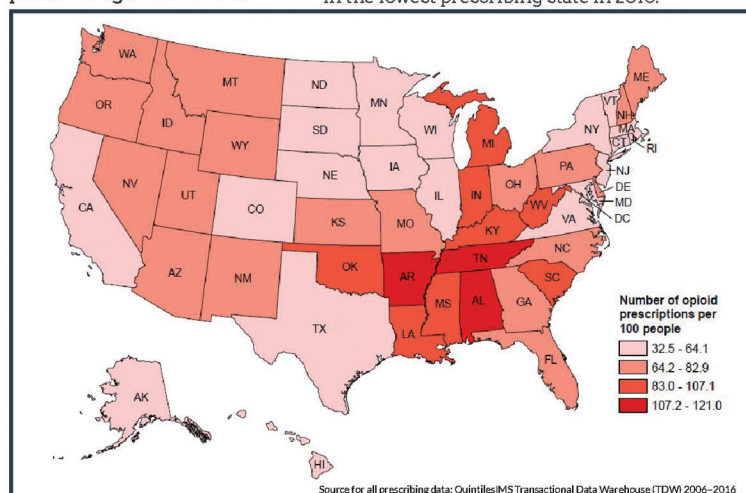 in the lowest prescribing state in 2016.
WA
MT
ND
MN
ME
OR
ID
SD
WI
VT
NH
NY
MA
CT
RI
WY
MI
IA
NE
PA
NJ
NV
UT
CO
IL
IN
OH
DE
MD
DC
CA
KS
MO
KY
WV
VA
AZ
NM
OK
AR
TN
NC
SC
TX
LA
MS
AL
GA
FL
AK
HI
Number of opioid
prescriptions per
100 people
32.5 - 64.1
64.2 - 82.9
83.0 - 107.1
107.2 - 121.0
Source for all prescribing data: QuintilesIMS Transactional Data Warehouse (TDW) 2006–2016